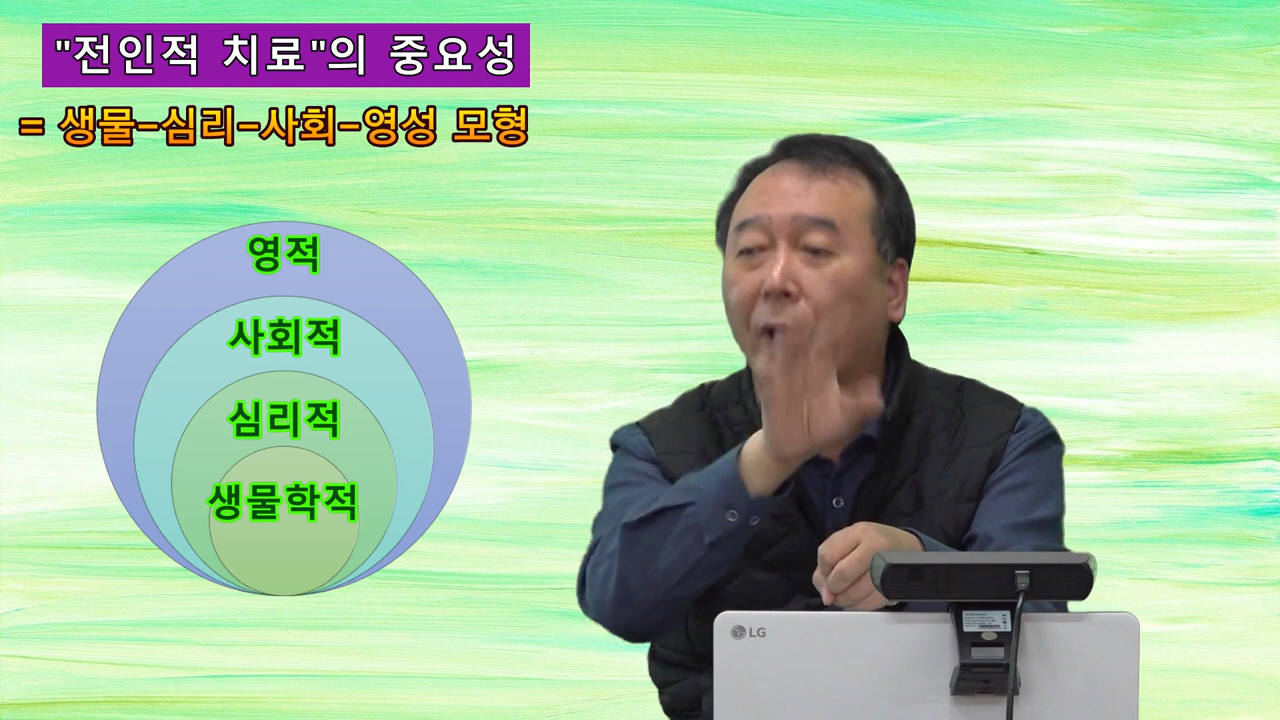 "전인적 치료"의 중요성
= 생물-심리-사회-영성 모형
영적
사회적
심리적
생물학적
LG